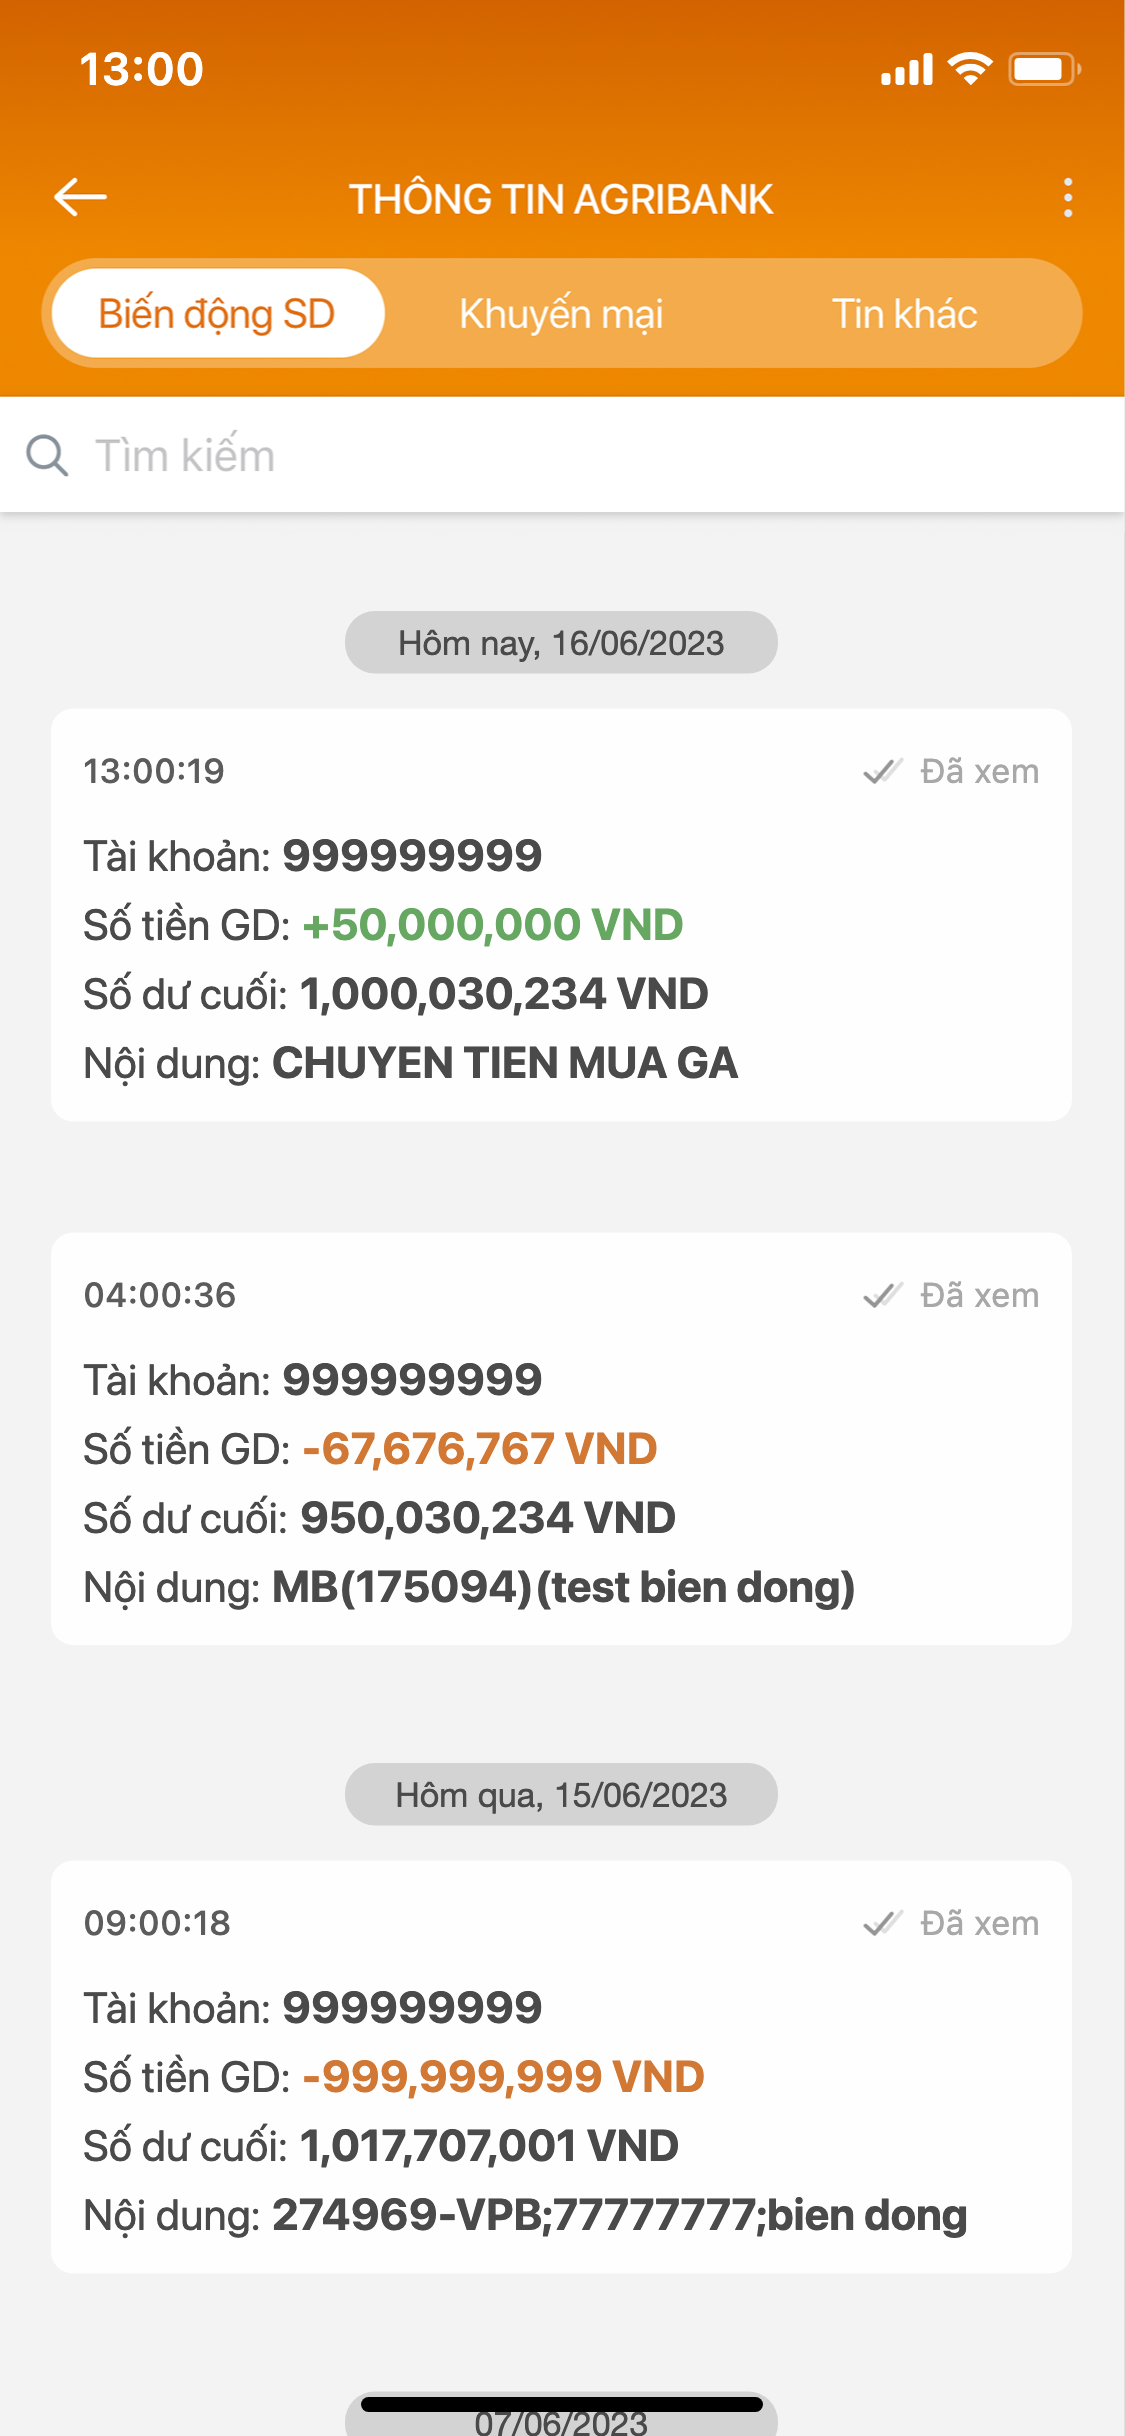 13:00
THÔNG TIN AGRIBANK
Biến động SD
Khuyến mại
Tin khác
Tìm kiếm
Hôm nay, 16/06/2023
13:00:19
Đã xem
Tài khoản: 999999999
Số tiền GD: +50,000,000 VND
Số dư cuối: 1,000,030,234 VND
Nội dung: CHUYEN TIEN MUA GA
04:00:36
Đã xem
Tài khoản: 999999999
Số tiền GD: -67,676,767 VND
Số dư cuối: 950,030,234 VND
Nội dung: MB(175094)(test bien dong)
Hôm qua, 15/06/2023
09:00:18
Đã xem
Tài khoản: 999999999
Số tiền GD: -999,999,999 VND
Số dư cuối: 1,017,707,001 VND
Nội dung: 274969-VPB;77777777;bien dong
07/06/2023